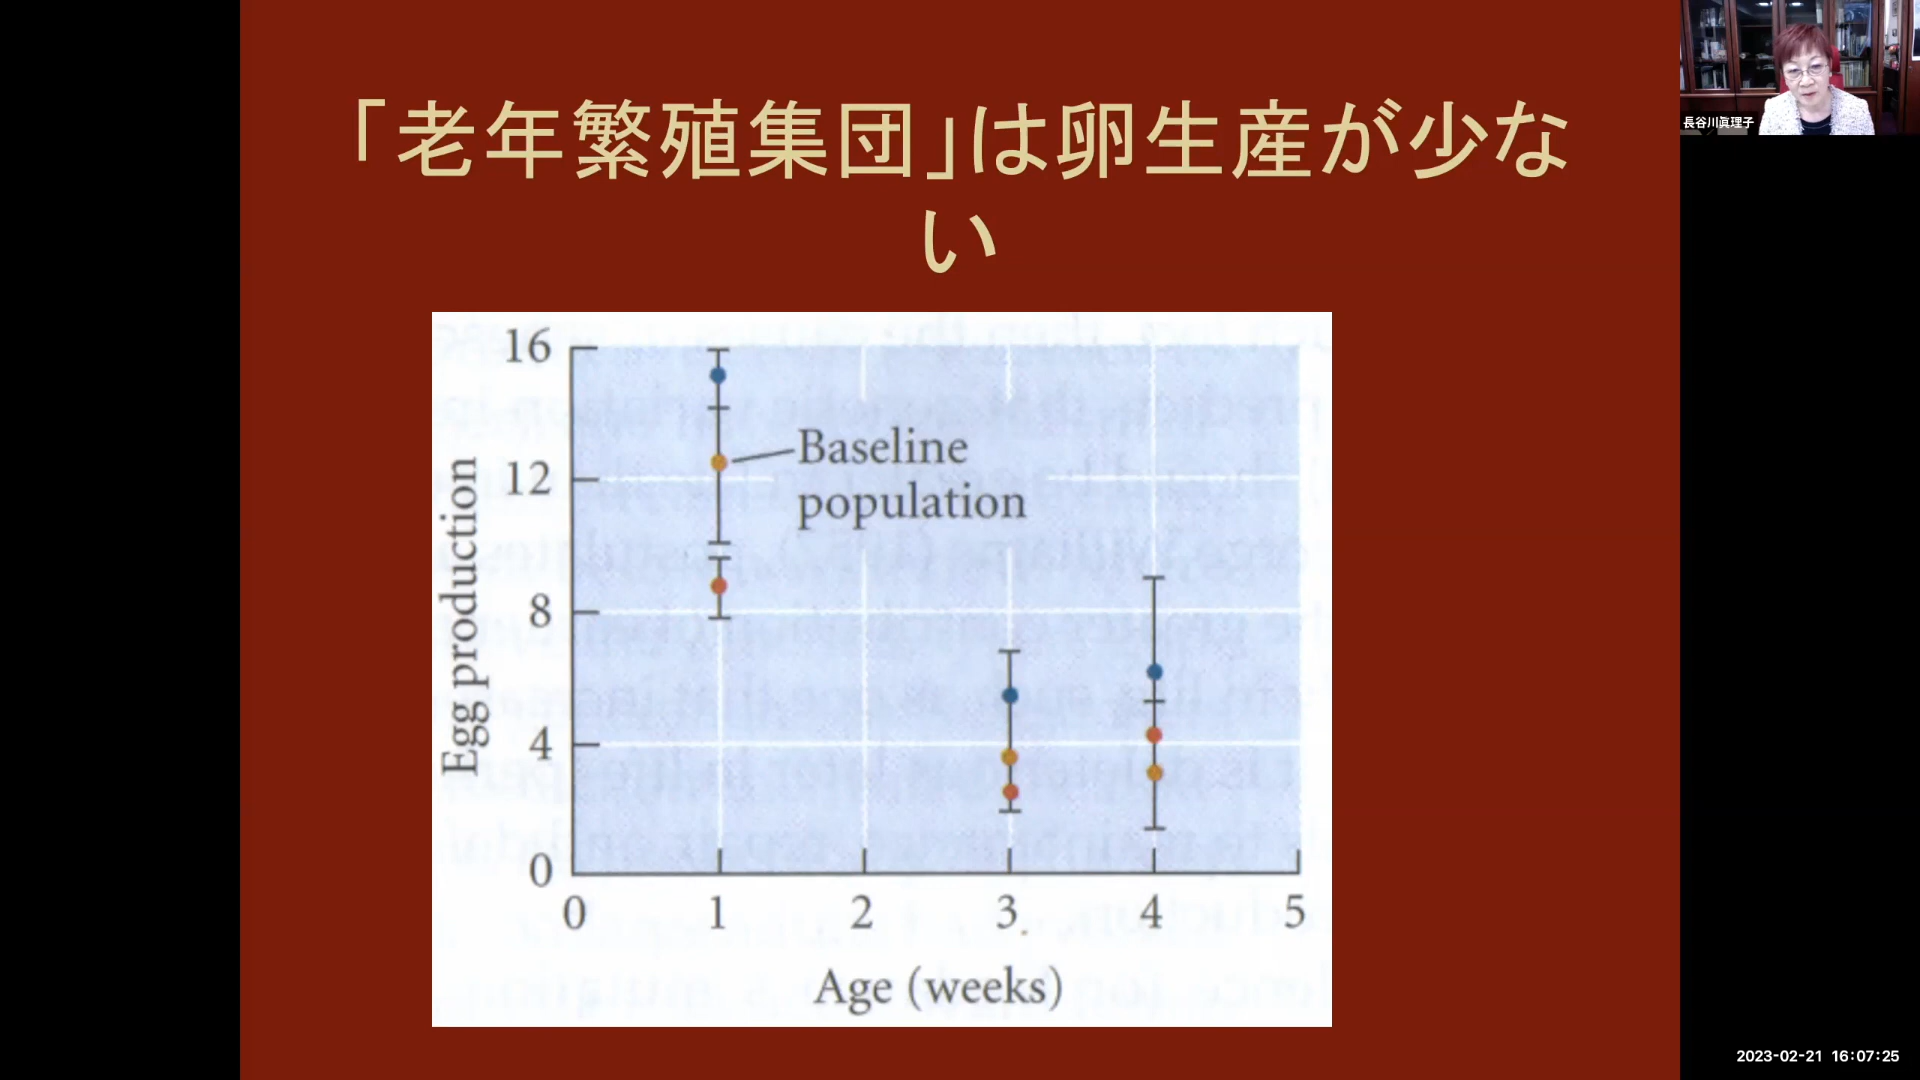 「老年繁殖集団」は卵生産が少な
い
長谷川眞理子
16
12
8
4
0
Egg production
Baseline
population
0 1 2 3. 4 5
Age (weeks)
2023-02-21 16:07:25